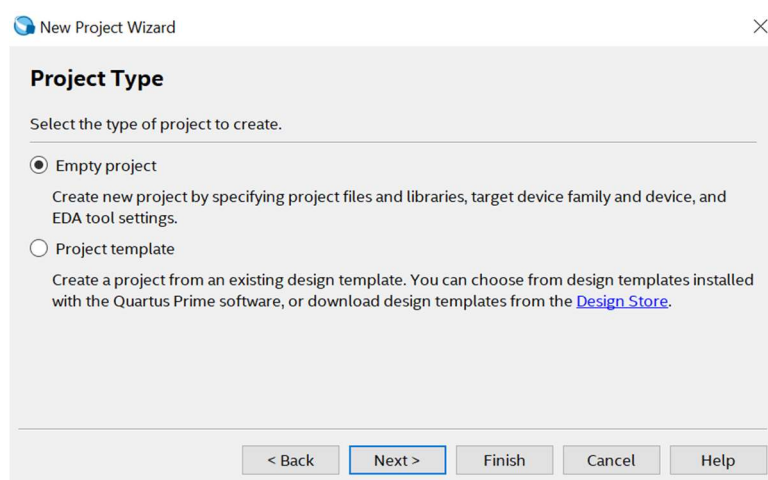 New Project Wizard
Project Type
Select the type of project to create.
Empty project
Create new project by specifying project files and libraries, target device family and device, and
EDA tool settings.
Project template
Create a project from an existing design template. You can choose from design templates installed
with the Quartus Prime software, or download design templates from the Design Store.
< Back Next > Finish Cancel Help